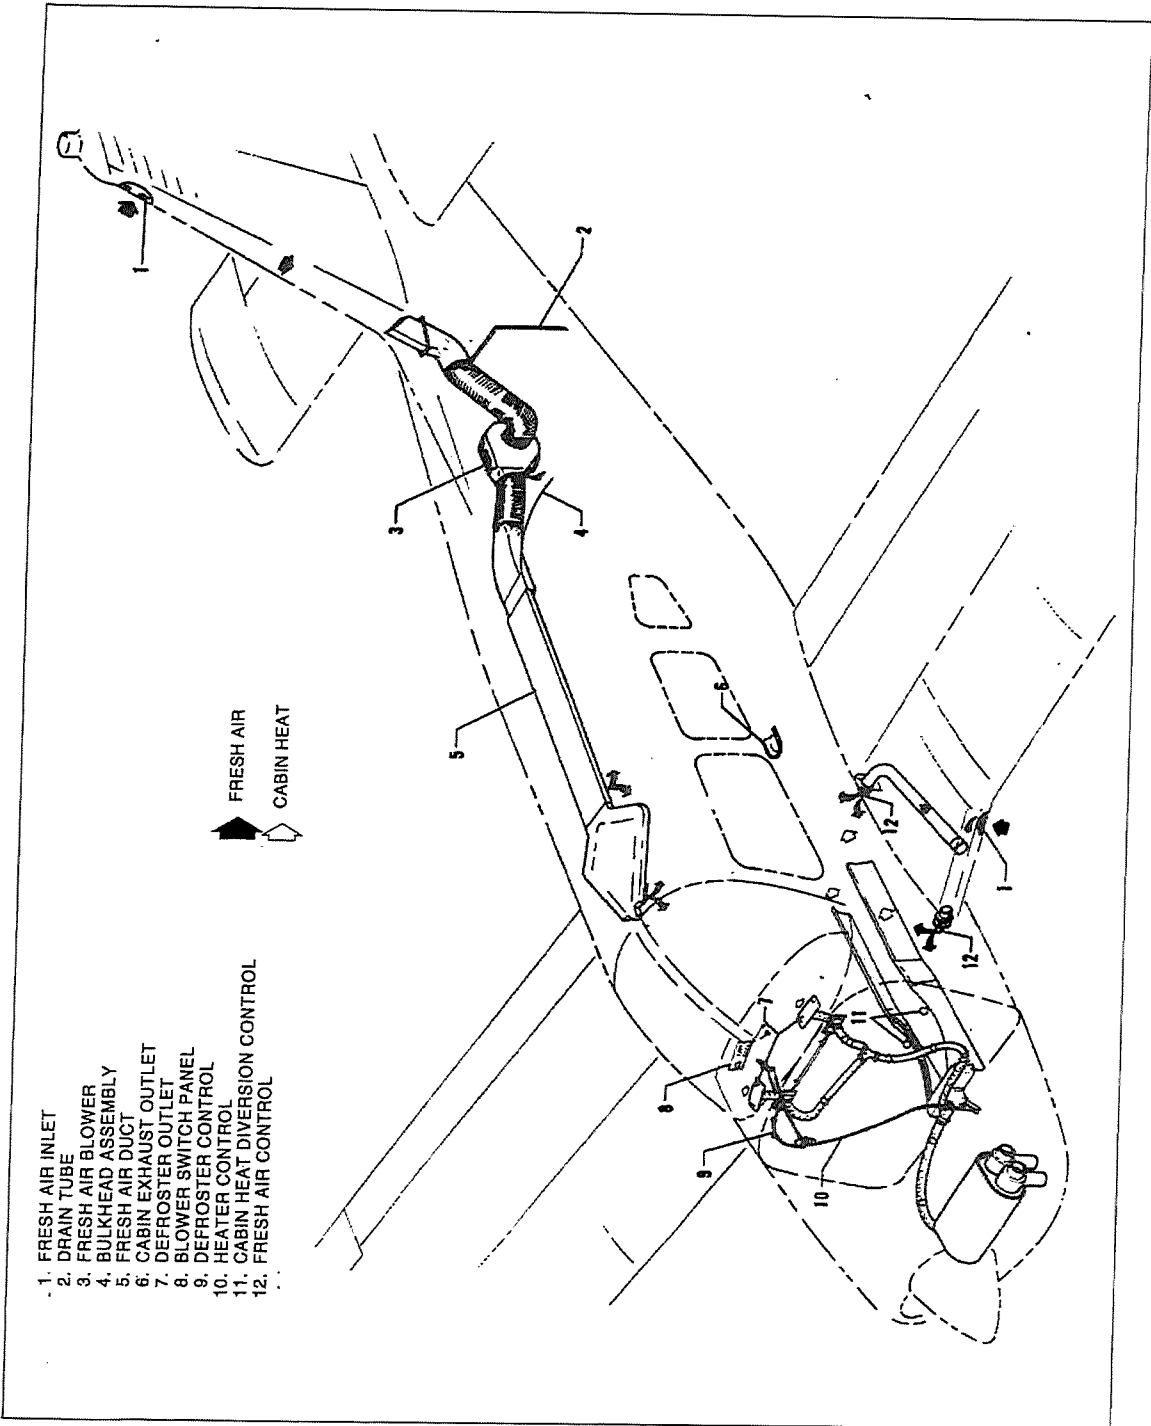 1. FRESH AIR INLET
2. DRAIN TUBE
3. FRESH AIR BLOWER
4. BULKHEAD ASSEMBLY
5. FRESH AIR DUCT
6. CABIN EXHAUST OUTLET
7. DEFROSTER OUTLET
8. BLOWER SWITCH PANEL
9. DEFROSTER CONTROL
10. HEATER CONTROL
11. CABIN HEAT DIVERSION CONTROL
12. FRESH AIR CONTROL
FRESH AIR
CABIN HEAT
1
2
3
4
5
6
7
8
9
10
11
12
12
1